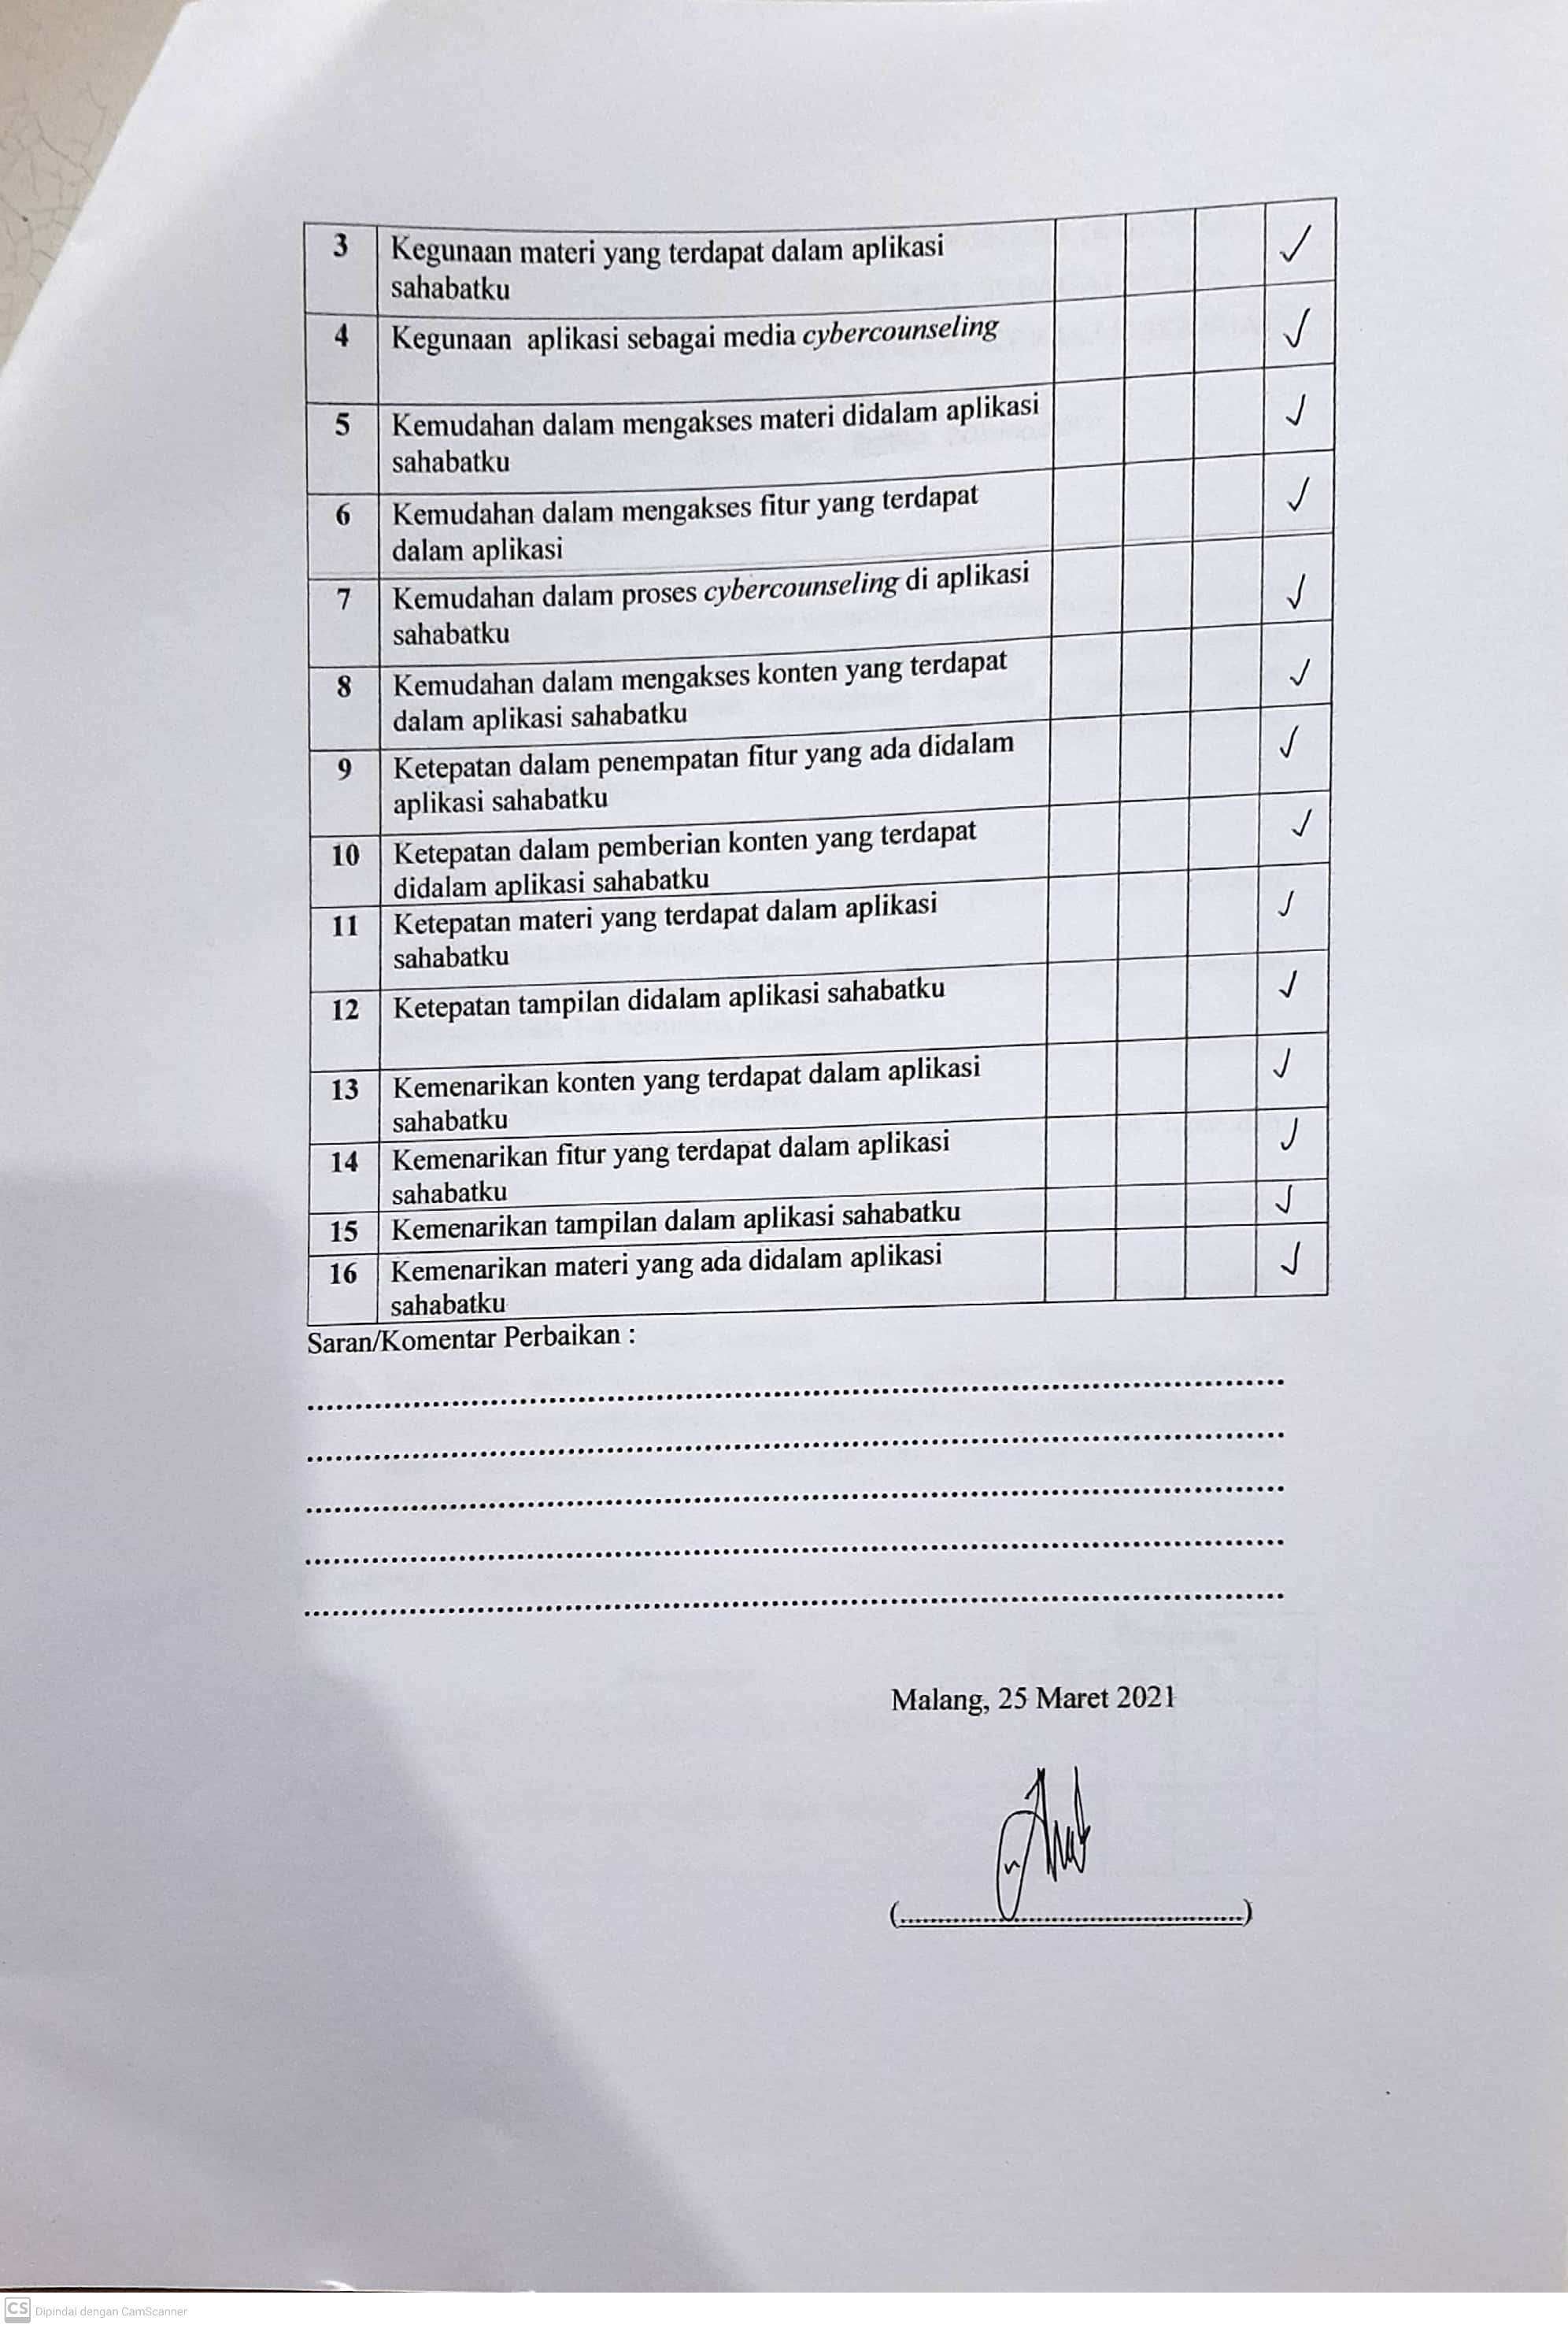 3 Kegunaan materi yang terdapat dalam aplikasi
sahabatku ✓
4 Kegunaan aplikasi sebagai media cybercounseling ✓
5 Kemudahan dalam mengakses materi didalam aplikasi
sahabatku ✓
6 Kemudahan dalam mengakses fitur yang terdapat
dalam aplikasi ✓
7 Kemudahan dalam proses cybercounseling di aplikasi
sahabatku ✓
8 Kemudahan dalam mengakses konten yang terdapat
dalam aplikasi sahabatku ✓
9 Ketepatan dalam penempatan fitur yang ada didalam
aplikasi sahabatku ✓
10 Ketepatan dalam pemberian konten yang terdapat
didalam aplikasi sahabatku ✓
11 Ketepatan materi yang terdapat dalam aplikasi
sahabatku ✓
12 Ketepatan tampilan didalam aplikasi sahabatku ✓
13 Kemenarikan konten yang terdapat dalam aplikasi
sahabatku ✓
14 Kemenarikan fitur yang terdapat dalam aplikasi
sahabatku ✓
15 Kemenarikan tampilan dalam aplikasi sahabatku ✓
16 Kemenarikan materi yang ada didalam aplikasi
sahabatku ✓
Saran/Komentar Perbaikan :
Malang, 25 Maret 2021
(........................................................)
CS Dipindai dengan CamScanner